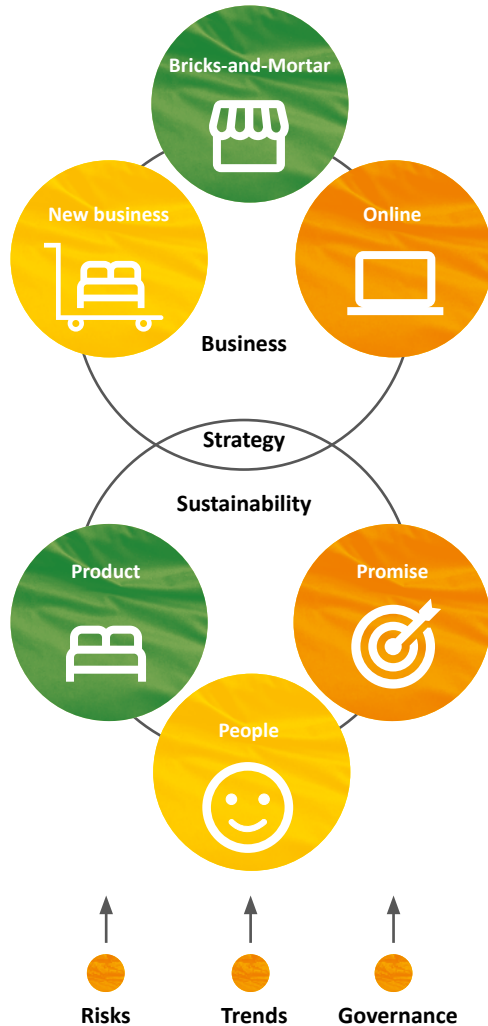 Bricks-and-Mortar
New business
Online
Business
Strategy
Sustainability
Product
Promise
People
Risks
Trends
Governance